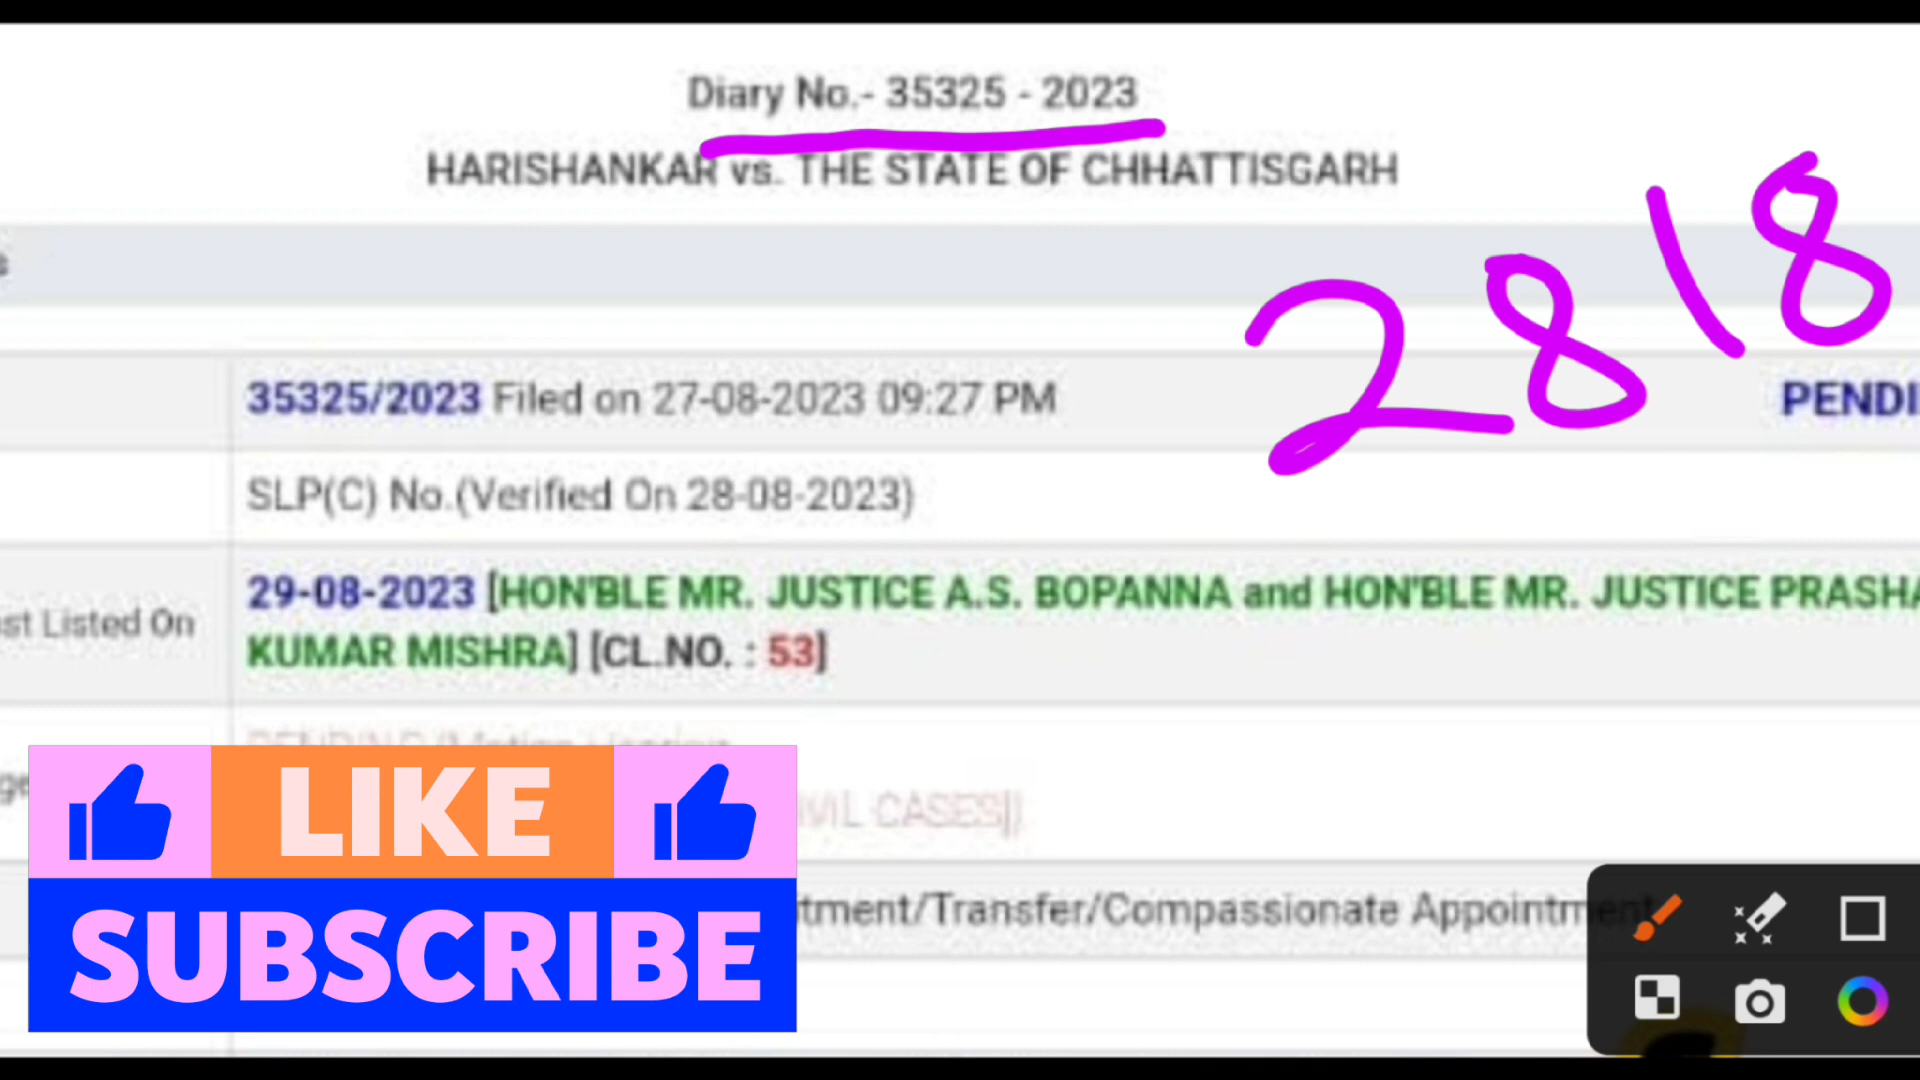 Diary No.- 35325 - 2023
HARISHANKAR vs. THE STATE OF CHHATTISGARH
2818
35325/2023 Filed on 27-08-2023 09:27 PM
PENDI
SLP(C) No.(Verified On 28-08-2023)
st Listed On
29-08-2023 [HON'BLE MR. JUSTICE A.S. BOPANNA and HON'BLE MR. JUSTICE PRASHA
KUMAR MISHRA] [CL.NO. : 53]
CASES])
LIKE
tment/Transfer/Compassionate Appointment
SUBSCRIBE